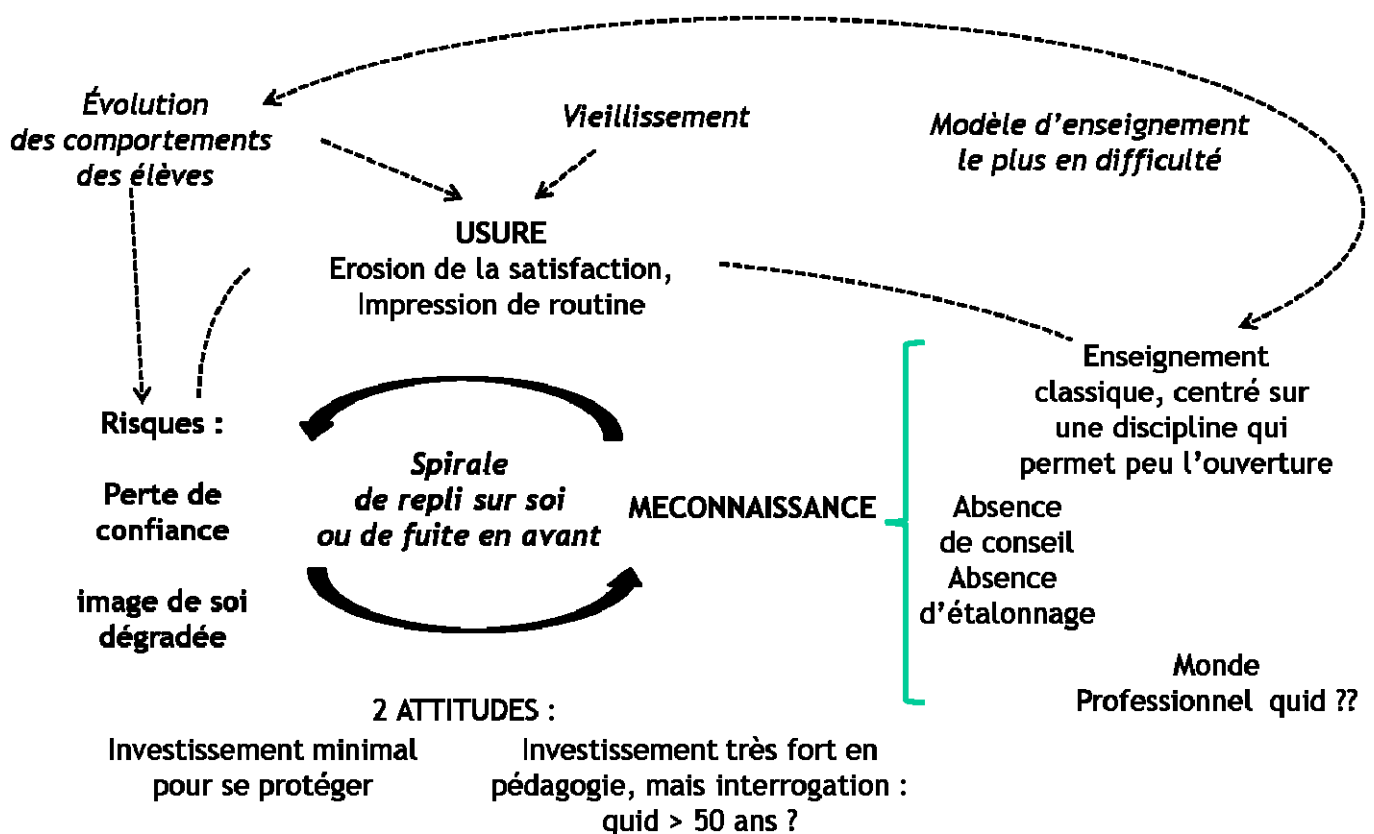 Évolution
des comportements
des élèves
Vieillissement
Modèle d'enseignement
le plus en difficulté
USURE
Erosion de la satisfaction,
Impression de routine
Enseignement
classique, centré sur
une discipline qui
permet peu l'ouverture
Risques :
Perte de
confiance
image de soi
dégradée
Spirale
de repli sur soi
ou de fuite en avant
MECONNAISSANCE
Absence
de conseil
Absence
d'étalonnage
Monde
Professionnel quid ??
2 ATTITUDES :
Investissement minimal
pour se protéger
Investissement très fort en
pédagogie, mais interrogation :
quid > 50 ans ?